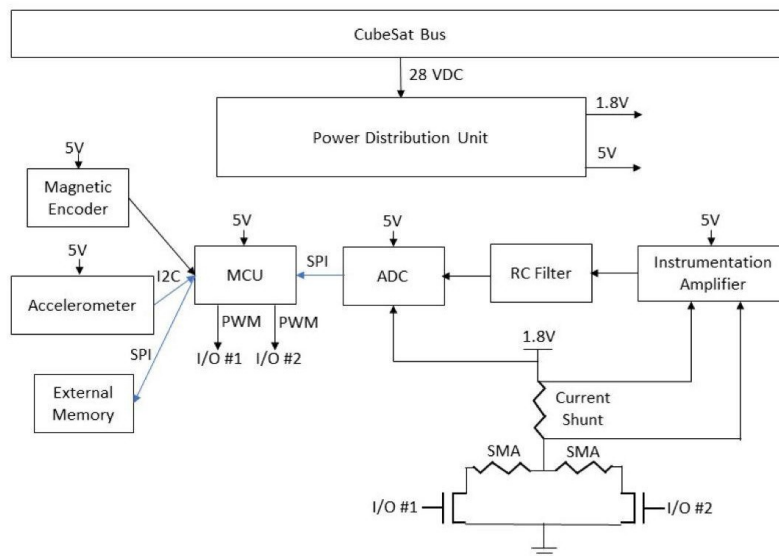 CubeSat Bus
28 VDC
Power Distribution Unit
1.8V
5V
5V
Magnetic
Encoder
5V
Accelerometer
I2C
SPI
External
Memory
5V
MCU
PWM
PWM
I/O #1
I/O #2
SPI
5V
ADC
RC Filter
5V
Instrumentation
Amplifier
1.8V
Current
Shunt
SMA
SMA
I/O #1
I/O #2